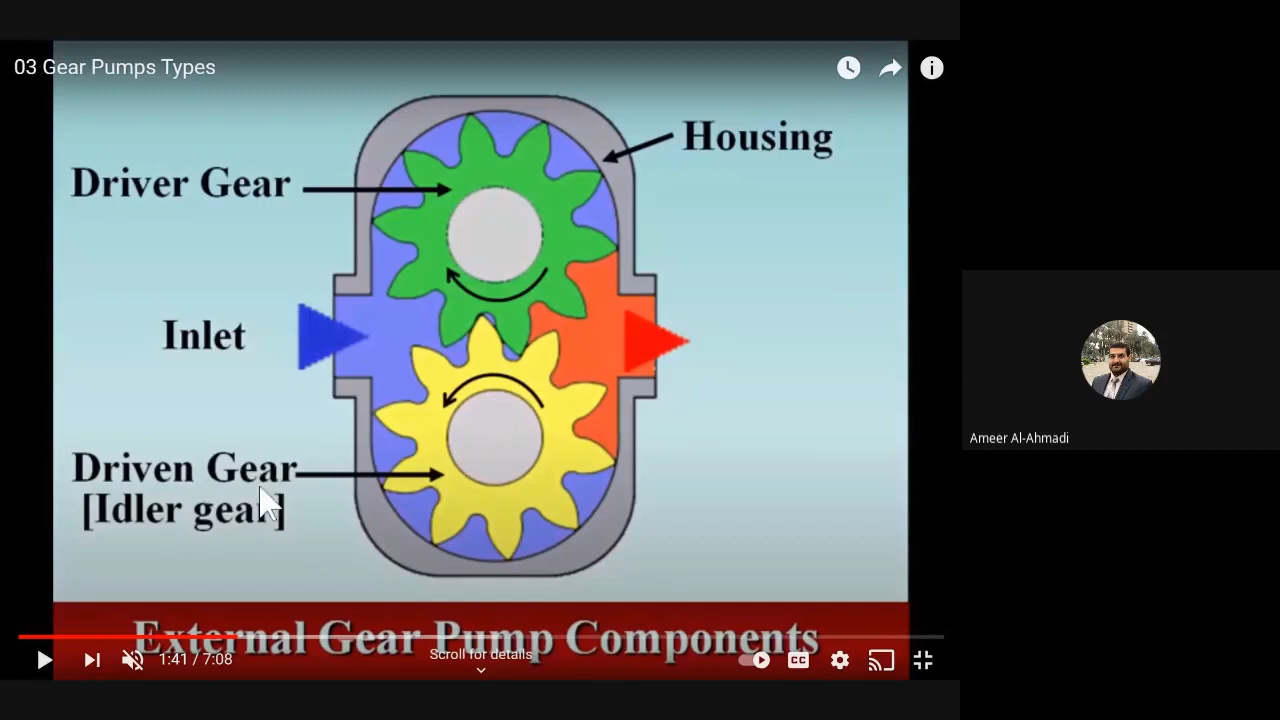 03 Gear Pumps Types
Housing
Driver Gear
Inlet
Driven Gear
[Idler gear]
External Gear Pump Components
1:41 / 7:08
Scroll for details
CC
Ameer Al-Ahmadi